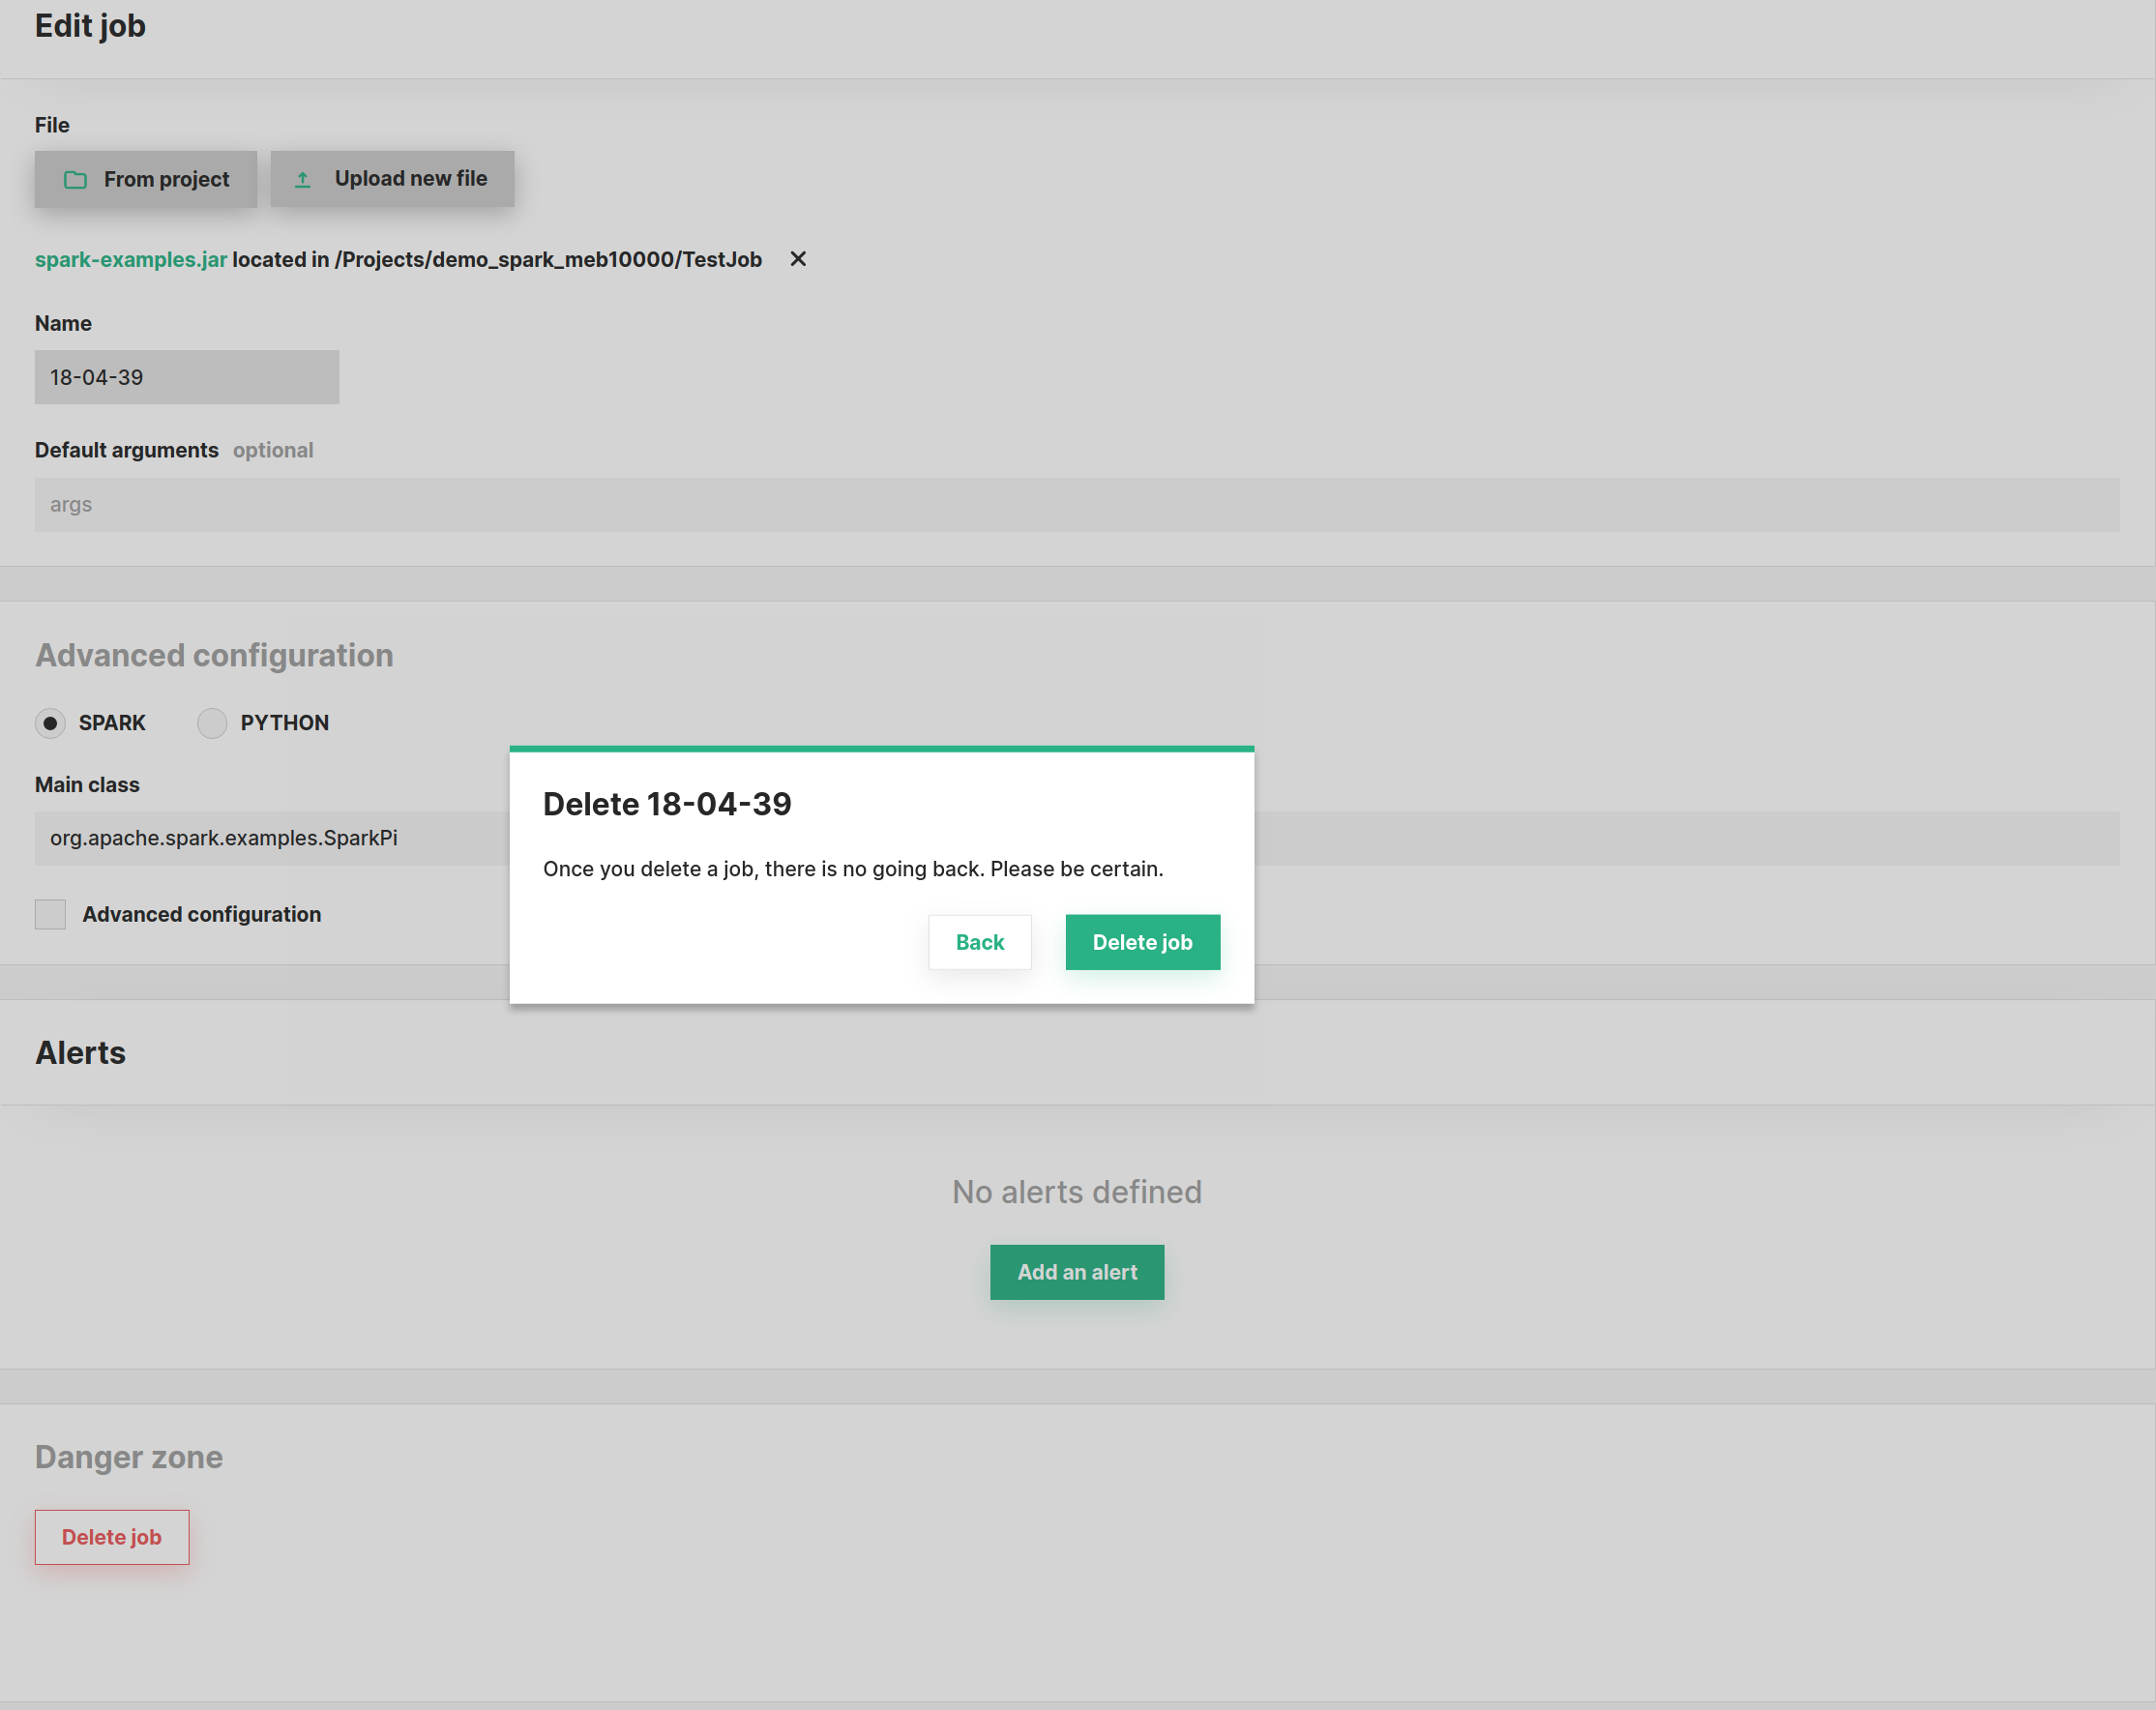 Edit job
File
From project Upload new file
spark-examples.jar located in /Projects/demo_spark_meb10000/TestJob
Name
18-04-39
Default arguments optional
args
Advanced configuration
SPARK PYTHON
Main class
org.apache.spark.examples.SparkPi
Advanced configuration
Delete 18-04-39
Once you delete a job, there is no going back. Please be certain.
Back Delete job
Alerts
No alerts defined
Add an alert
Danger zone
Delete job